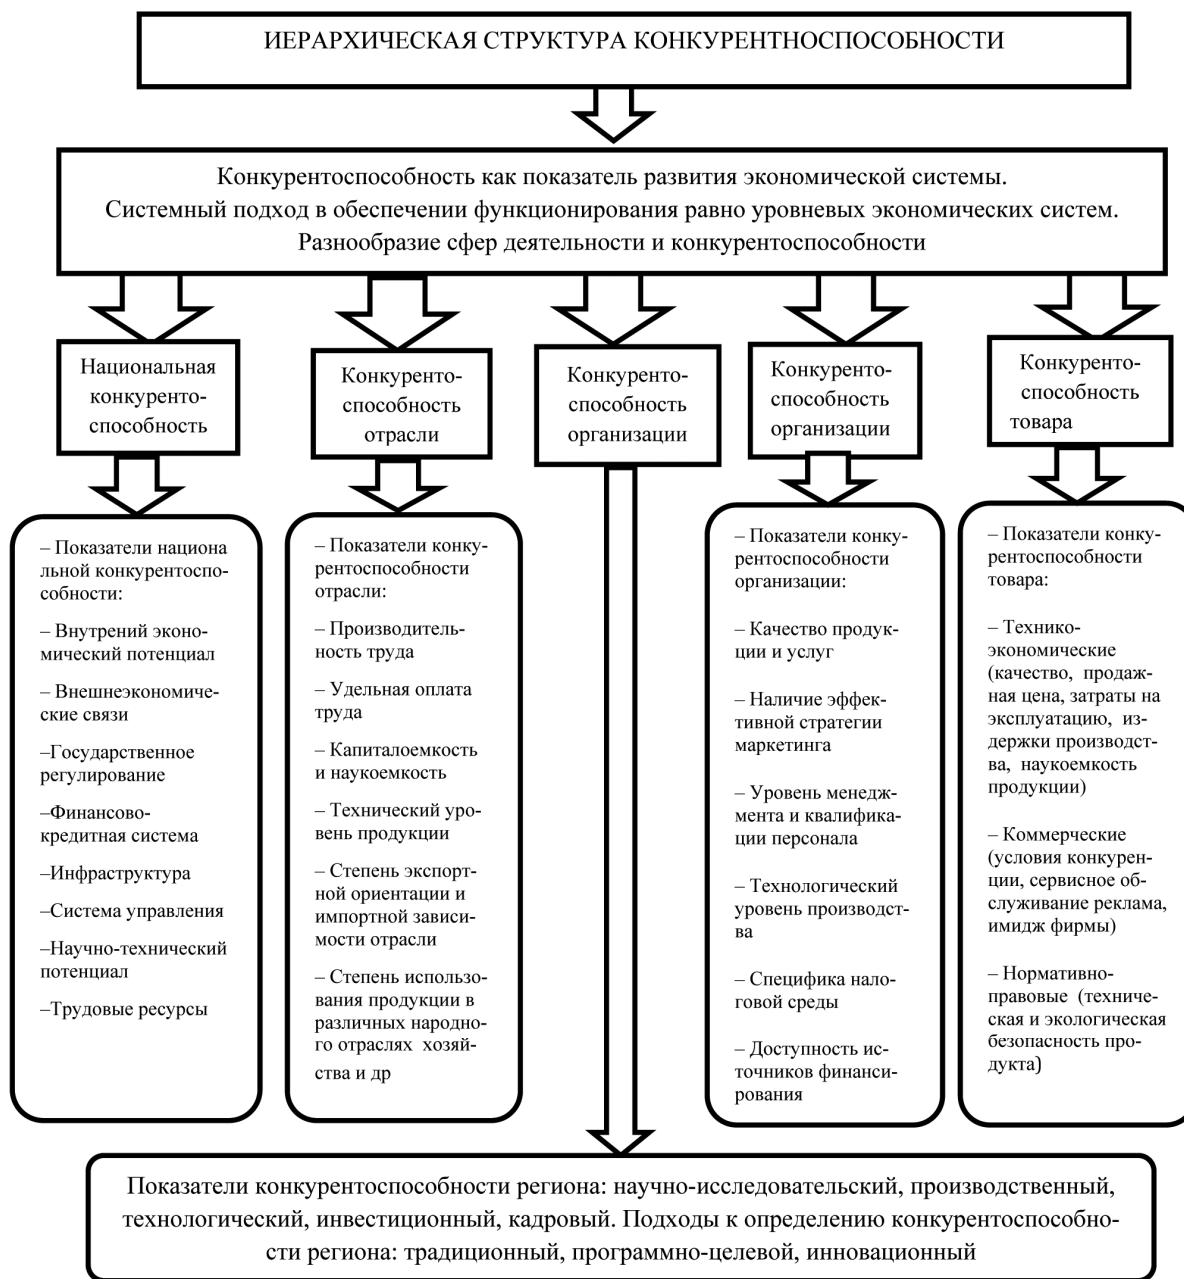 ИЕРАРХИЧЕСКАЯ СТРУКТУРА КОНКУРЕНТНОСПОСОБНОСТИ
Конкурентоспособность как показатель развития экономической системы.
Системный подход в обеспечении функционирования равно уровневых экономических систем.
Разнообразие сфер деятельности и конкурентоспособности
Национальная
конкуренто-
способность
Конкуренто-
способность
отрасли
Конкуренто-
способность
организации
Конкуренто-
способность
организации
Конкуренто-
способность
товара
– Показатели национа
льной конкурентоспо-
собности:
– Внутрений эконо-
мический потенциал
– Внешнеэкономиче-
ские связи
–Государственное
регулирование
–Финансово-
кредитная система
–Инфраструктура
–Система управления
–Научно-технический
потенциал
–Трудовые ресурсы
– Показатели конку-
рентоспособности
отрасли:
– Производитель-
ность труда
– Удельная оплата
труда
– Капиталоемкость
и наукоемкость
– Технический уро-
вень продукции
– Степень экспорт-
ной ориентации и
импортной зависи-
мости отрасли
– Степень использо-
вания продукции в
различных народно-
го отраслях хозяй-
ства и др
– Показатели конку-
рентоспособности
организации:
– Качество продук-
ции и услуг
– Наличие эффек-
тивной стратегии
маркетинга
– Уровень менедж-
мента и квалифика-
ции персонала
– Технологический
уровень производст-
ва
– Специфика нало-
говой среды
– Доступность ис-
точников финанси-
рования
– Показатели конку-
рентоспособности
товара:
– Технико-
экономические
(качество, продаж-
ная цена, затраты на
эксплуатацию, из-
держки производст-
ва, наукоемкость
продукции)
– Коммерческие
(условия конкурен-
ции, сервисное об-
служивание реклама,
имидж фирмы)
– Нормативно-
правовые (техниче-
ская и экологическая
безопасность про-
дукта)
Показатели конкурентоспособности региона: научно-исследовательский, производственный,
технологический, инвестиционный, кадровый. Подходы к определению конкурентоспособно-
сти региона: традиционный, программно-целевой, инновационный